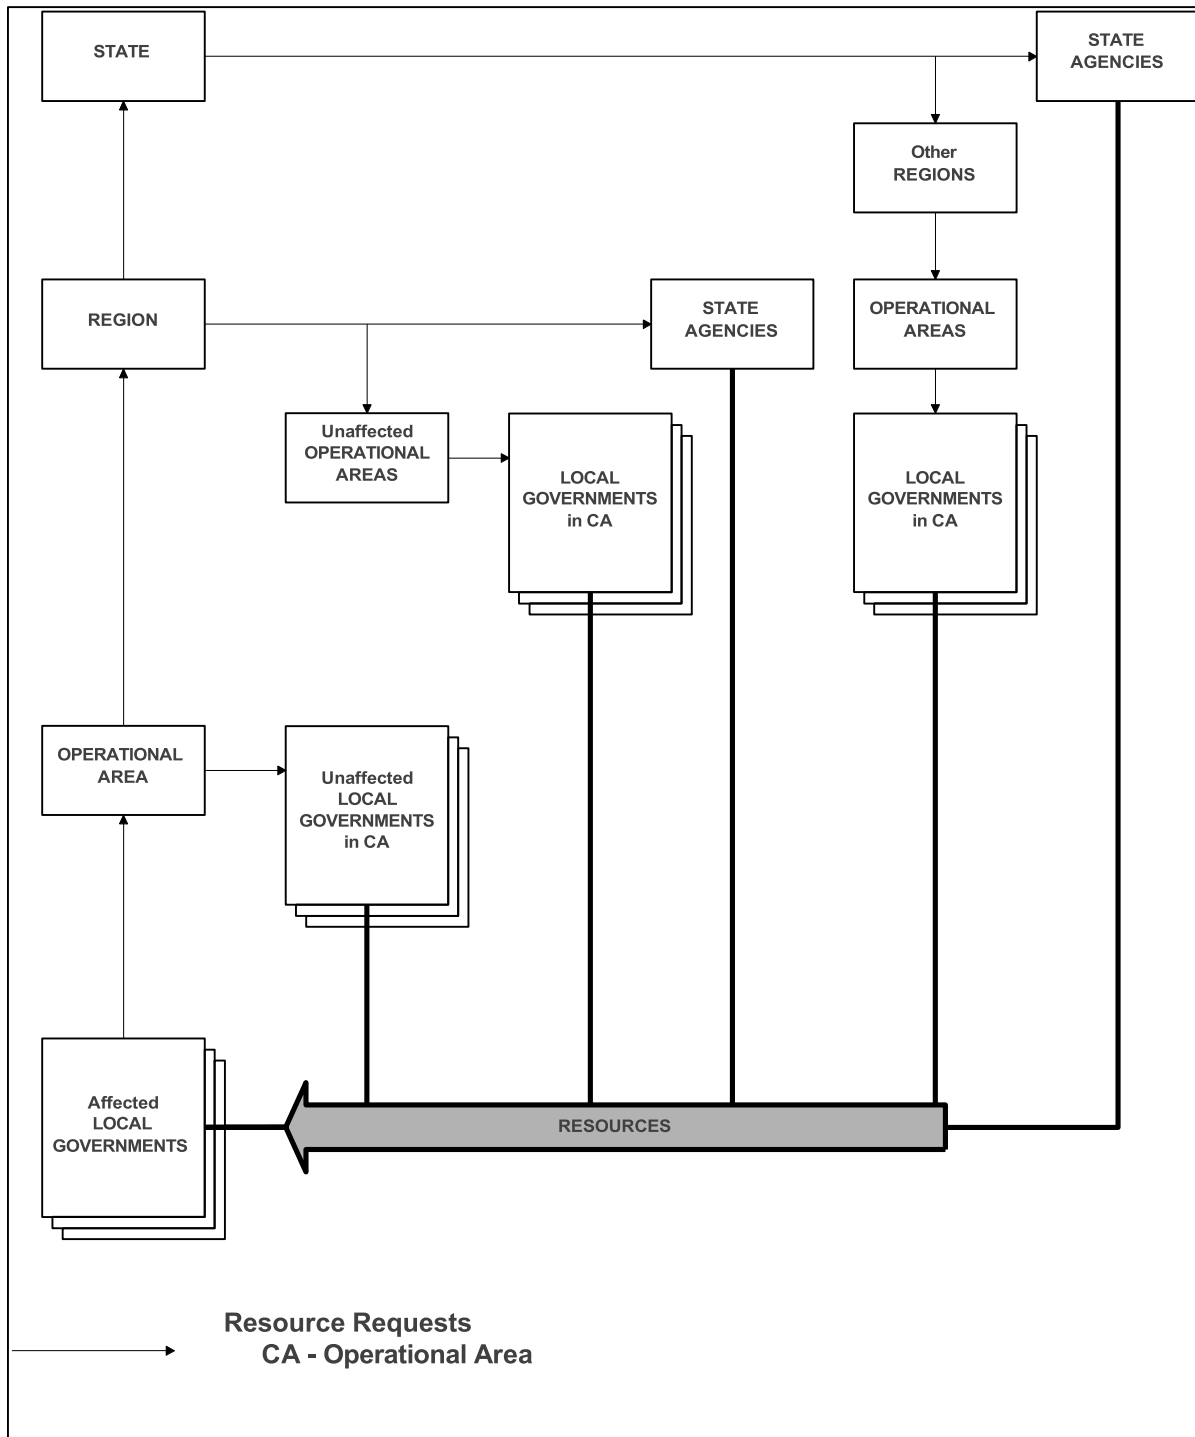 STATE
STATE
AGENCIES
Other
REGIONS
REGION
STATE
AGENCIES
OPERATIONAL
AREAS
Unaffected
OPERATIONAL
AREAS
LOCAL
GOVERNMENTS
in CA
LOCAL
GOVERNMENTS
in CA
OPERATIONAL
AREA
Unaffected
LOCAL
GOVERNMENTS
in CA
Affected
LOCAL
GOVERNMENTS
RESOURCES
Resource Requests
CA - Operational Area